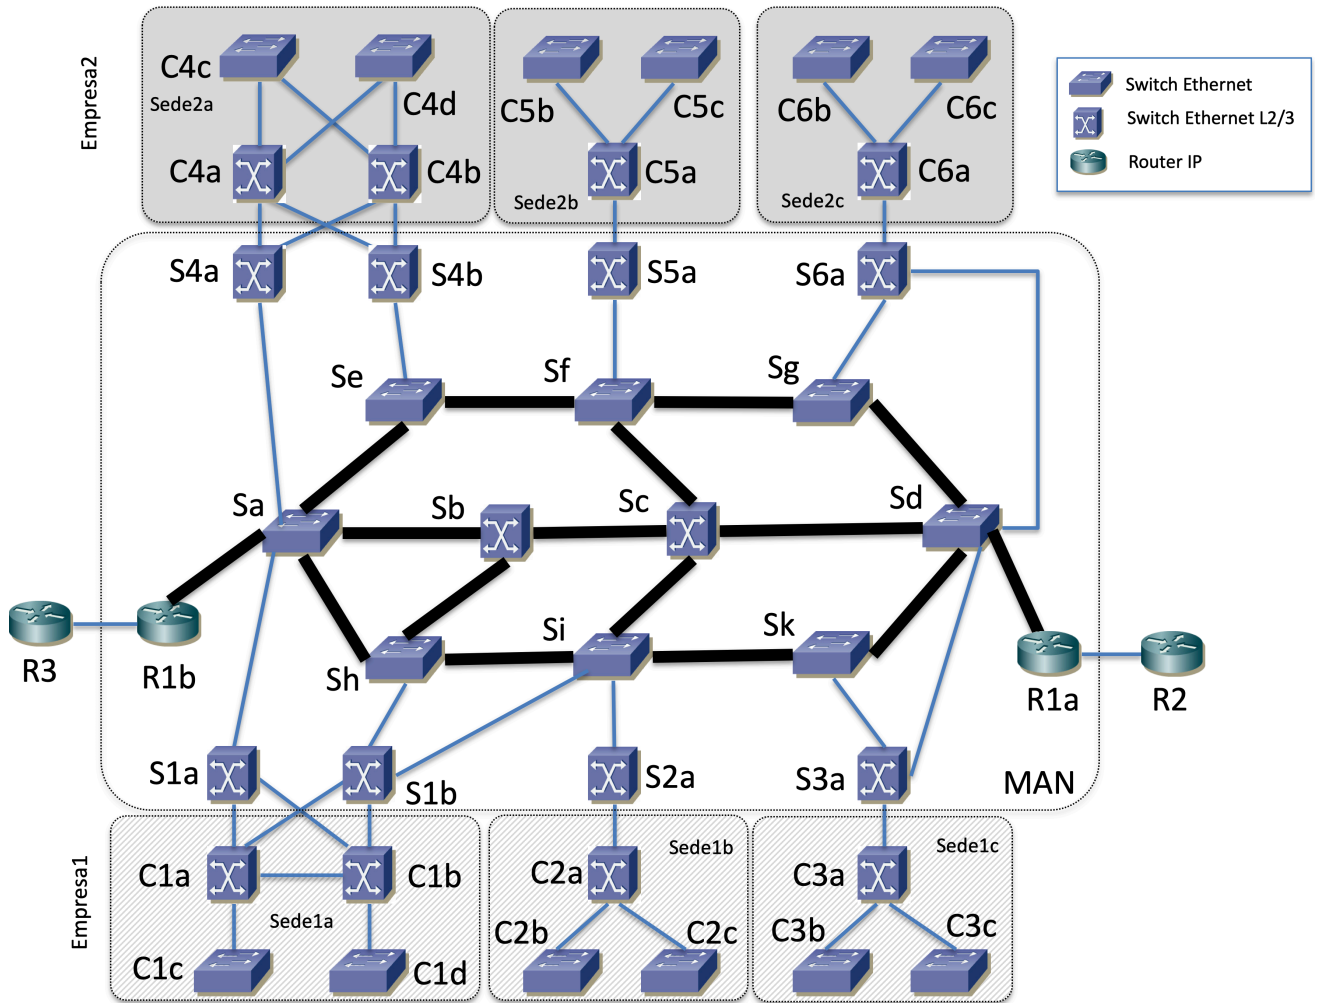 Empresa2
C4c
Sede2a
C4d
C4a
C4b
C5b
C5c
C5a
Sede2b
C6b
C6c
C6a
Sede2c
Switch Ethernet
Switch Ethernet L2/3
Router IP
S4a
S4b
S5a
S6a
Se
Sf
Sg
Sa
Sb
Sc
Sd
R3
R1b
Sh
Si
Sk
R1a
R2
S1a
S1b
S2a
S3a
MAN
Empresa1
C1a
C1b
Sede1a
C1c
C1d
Sede1b
C2a
C2b
C2c
Sede1c
C3a
C3b
C3c